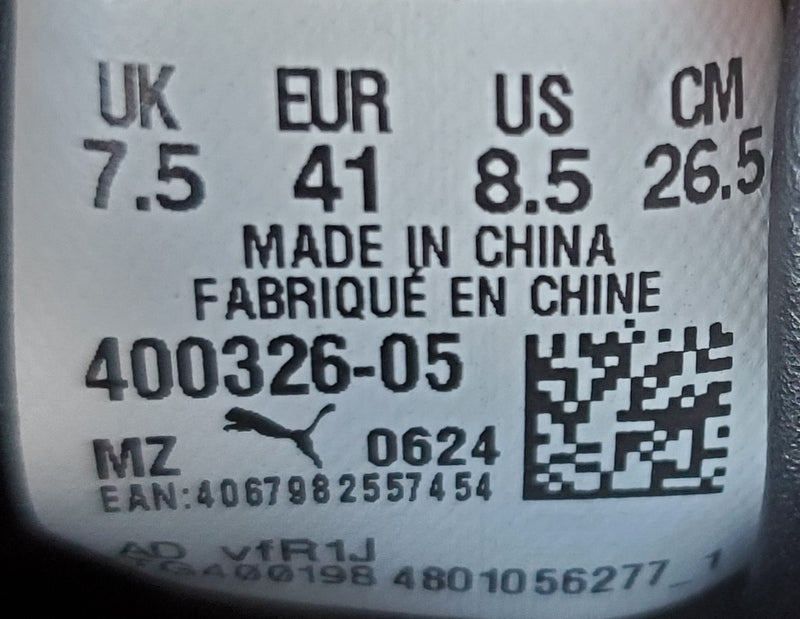 UK EUR US CM
7.5 41 8.5 26.5
MADE IN CHINA
FABRIQUÉ EN CHINE
400326-05
MZ 0624
EAN:4067982557454
AD vfR1J
TG400198 4801056277_1